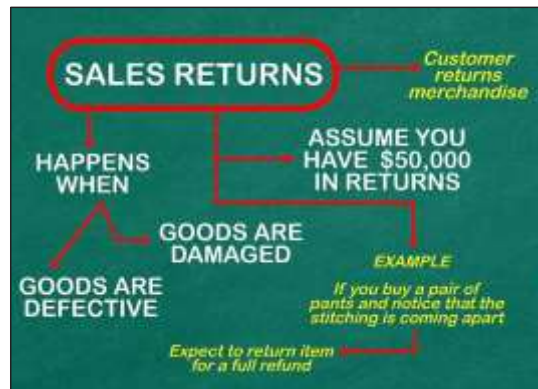 SALES RETURNS
Customer
returns
merchandise
HAPPENS
WHEN
ASSUME YOU
HAVE $50,000
IN RETURNS
GOODS ARE
DAMAGED
GOODS ARE
DEFECTIVE
EXAMPLE
If you buy a pair of
pants and notice that the
stitching is coming apart
Expect to return item
for a full refund